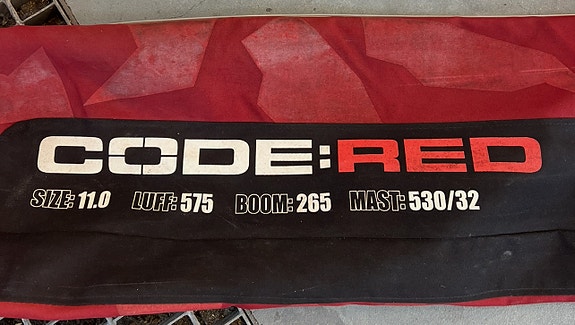 CODE:RED
SIZE: 11.0 LUFF: 575 BOOM: 265 MAST: 530/32